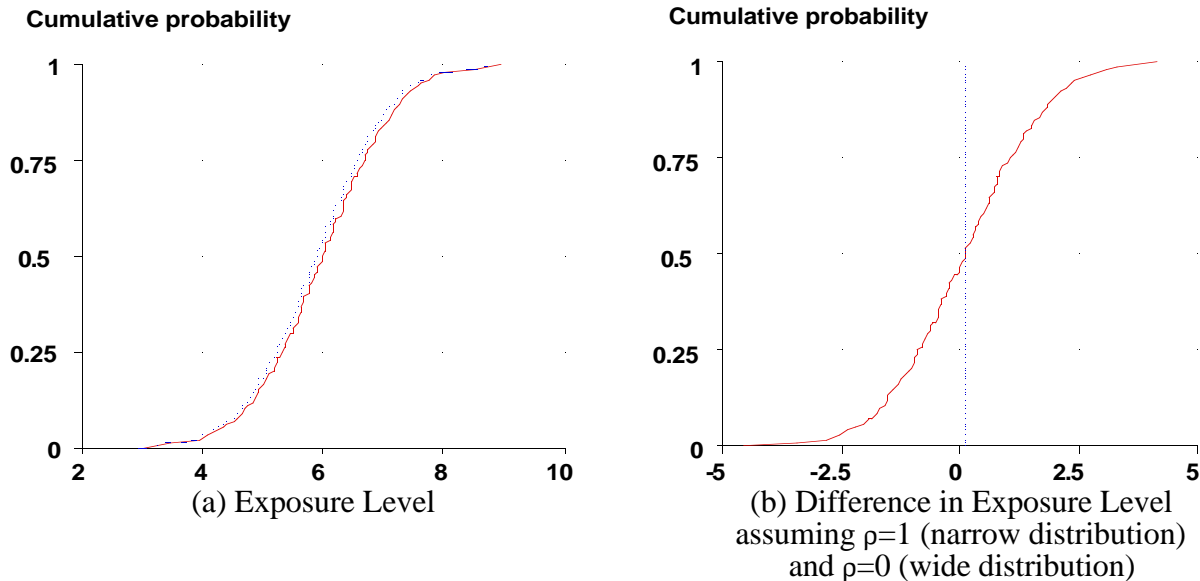 Cumulative probability
1
0.75
0.5
0.25
0
2 4 6 8 10
(a) Exposure Level
Cumulative probability
1
0.75
0.5
0.25
0
-5 -2.5 0 2.5 5
(b) Difference in Exposure Level
assuming ρ=1 (narrow distribution)
and ρ=0 (wide distribution)